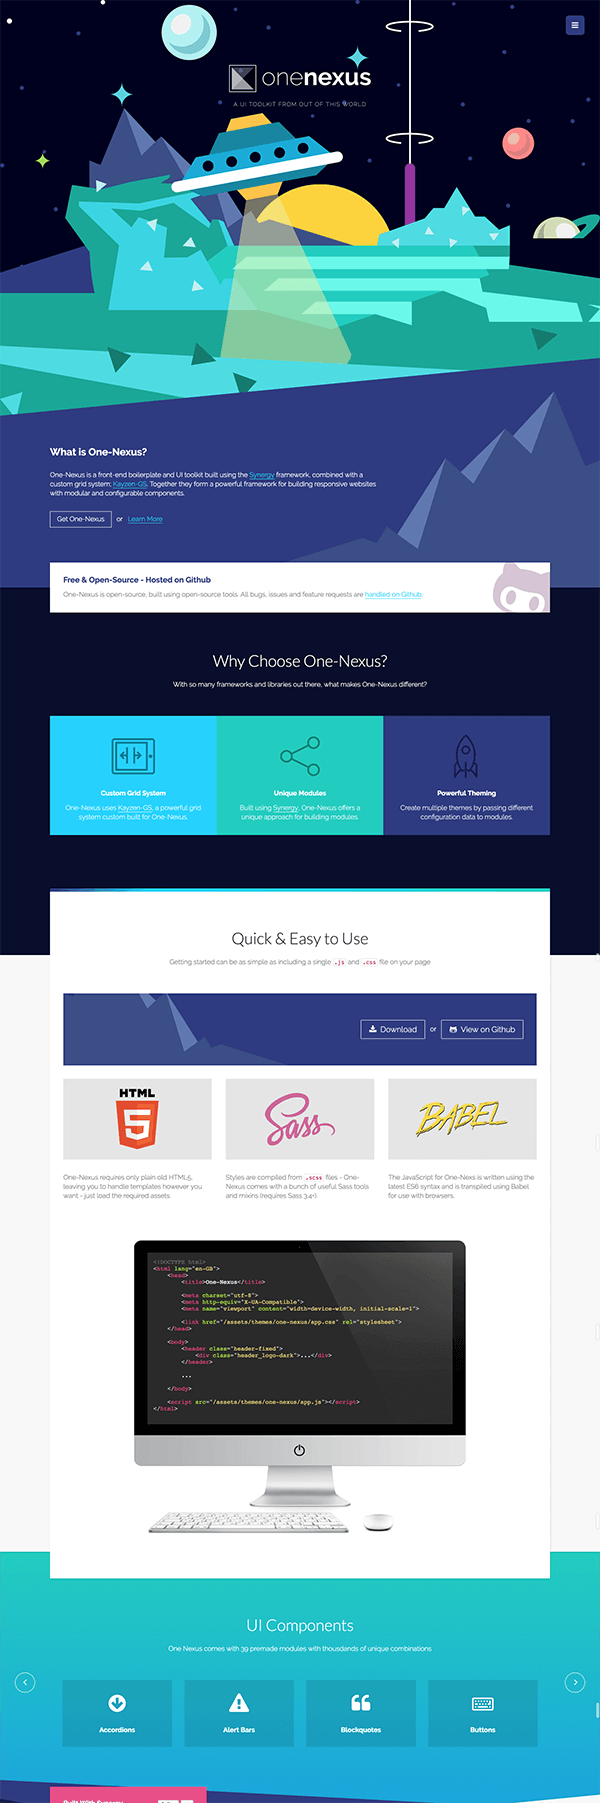 onenexus
A UI TOOLKIT FROM OUT OF THIS WORLD
What is One-Nexus?
One-Nexus is a front-end boilerplate and UI toolkit built using the Synergy framework, combined with a
custom grid system; Kayzen-GS. Together they form a powerful framework for building responsive websites
with modular and configurable components.
Get One-Nexus or Learn More
Free & Open-Source - Hosted on Github
One-Nexus is open-source, built using open-source tools. All bugs, issues and feature requests are handled on Github.
Why Choose One-Nexus?
With so many frameworks and libraries out there, what makes One-Nexus different?
Custom Grid System
One-Nexus uses Kayzen-GS, a powerful grid
system custom built for One-Nexus.
Unique Modules
Built using Synergy, One-Nexus offers a
unique approach for building modules.
Powerful Theming
Create multiple themes by passing different
configuration data to modules.
Quick & Easy to Use
Getting started can be as simple as including a single .js and .css file on your page
Download or View on Github
HTML
5
Sass
BABEL
One-Nexus requires only plain old HTML5,
leaving you to handle templates however you
want - just load the required assets.
Styles are compiled from .scss files - One-
Nexus comes with a bunch of useful Sass tools
and mixins (requires Sass 3.4+).
The JavaScript for One-Nexs is written using the
latest ES6 syntax and is transpiled using Babel
for use with browsers.
<!DOCTYPE html>
<html lang="en-GB">
<head>
<title>One-Nexus</title>
<meta charset="utf-8">
<meta http-equiv="X-UA-Compatible">
<meta name="viewport" content="width=device-width, initial-scale=1">
<link href="/assets/themes/one-nexus/app.css" rel="stylesheet">
</head>
<body>
<header class="header-fixed">
<div class="header_logo-dark">...</div>
</header>
...
</body>
<script src="/assets/themes/one-nexus/app.js"></script>
</html>
UI Components
One Nexus comes with 39 premade modules with thousdands of unique combinations
Accordions
Alert Bars
Blockquotes
Buttons
Built With Synergy